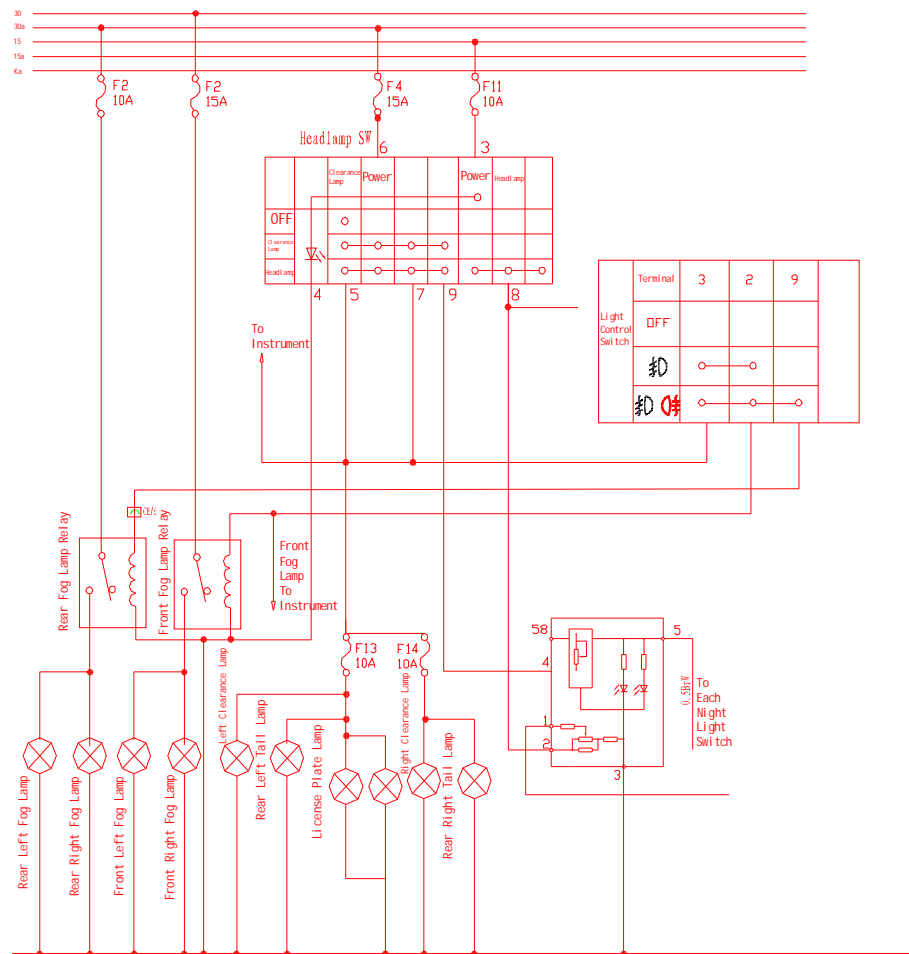 30
30a
15
15a
Ka
F2
10A
F2
15A
F4
15A
F11
10A
Headlamp SW
6
3
Clearance
Lamp
Power
Power
Headlamp
OFF
Clearance
Lamp
Headlamp
4
5
7
9
8
Terminal
3
2
9
Light
Control
Switch
OFF
To
Instrument
Rear Fog Lamp Relay
Front Fog Lamp Relay
Front
Fog
Lamp
To
Instrument
F13
10A
F14
10A
58
4
1
2
3
5
0.5BrW
To
Each
Night
Light
Switch
Rear Left Fog Lamp
Rear Right Fog Lamp
Front Left Fog Lamp
Front Right Fog Lamp
Left Clearance Lamp
Rear Left Tail Lamp
License Plate Lamp
Right Clearance Lamp
Rear Right Tail Lamp